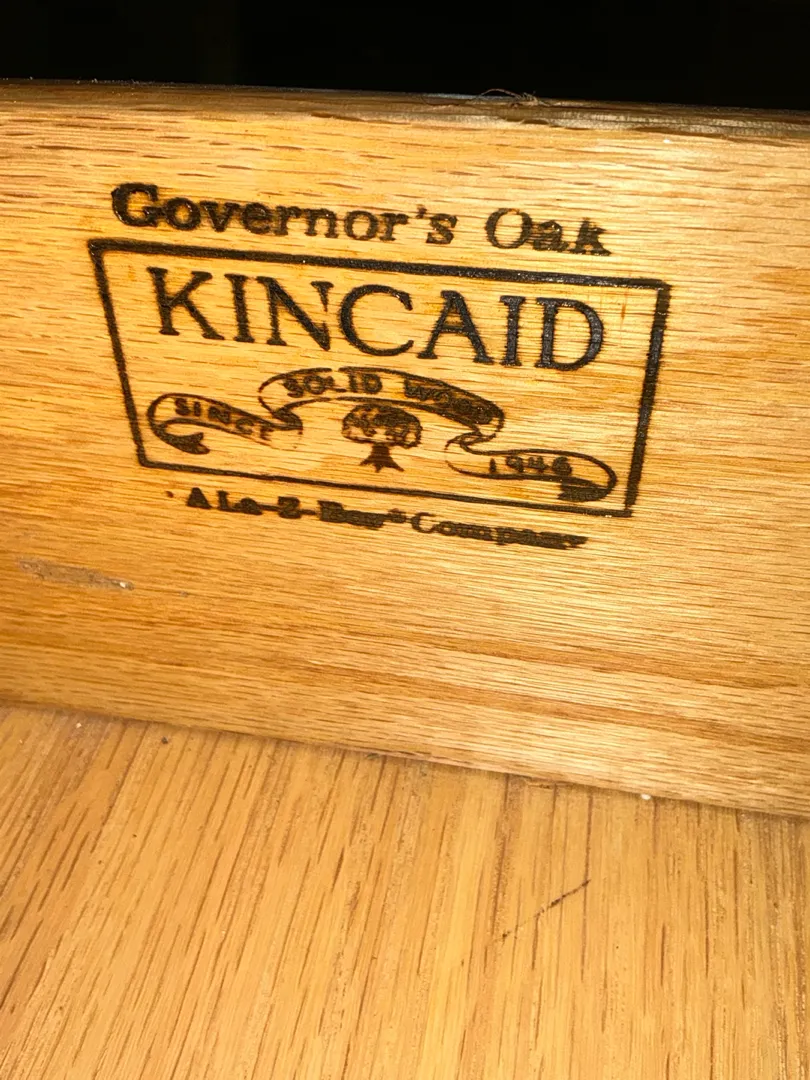 Governor's Oak
KINCAID
SOLID WOOD
SINCE 1946
A La-Z-Boy® Company